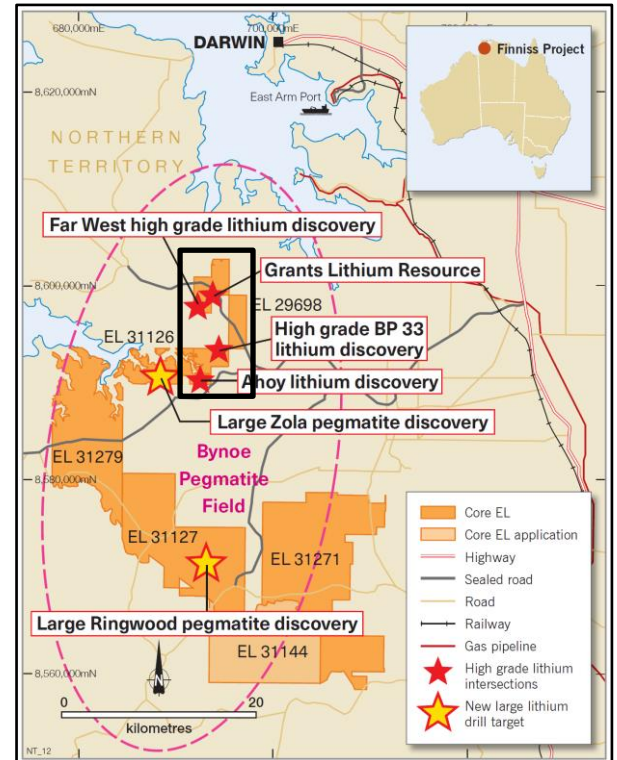 680,000mE
700,000mE
DARWIN
Finniss Project
8,620,000mN
East Arm Port
NORTHERN
TERRITORY
Far West high grade lithium discovery
Grants Lithium Resource
8,600,000mN
EL 29698
EL 31126
High grade BP 33
lithium discovery
Ahoy lithium discovery
Large Zola pegmatite discovery
EL 31279
Bynoe
Pegmatite
Field
8,580,000mN
EL 31127
EL 31271
Large Ringwood pegmatite discovery
EL 31144
8,560,000mN
0
20
kilometres
NT_12
Core EL
Core EL application
Highway
Sealed road
Road
Railway
Gas pipeline
High grade lithium
intersections
New large lithium
drill target